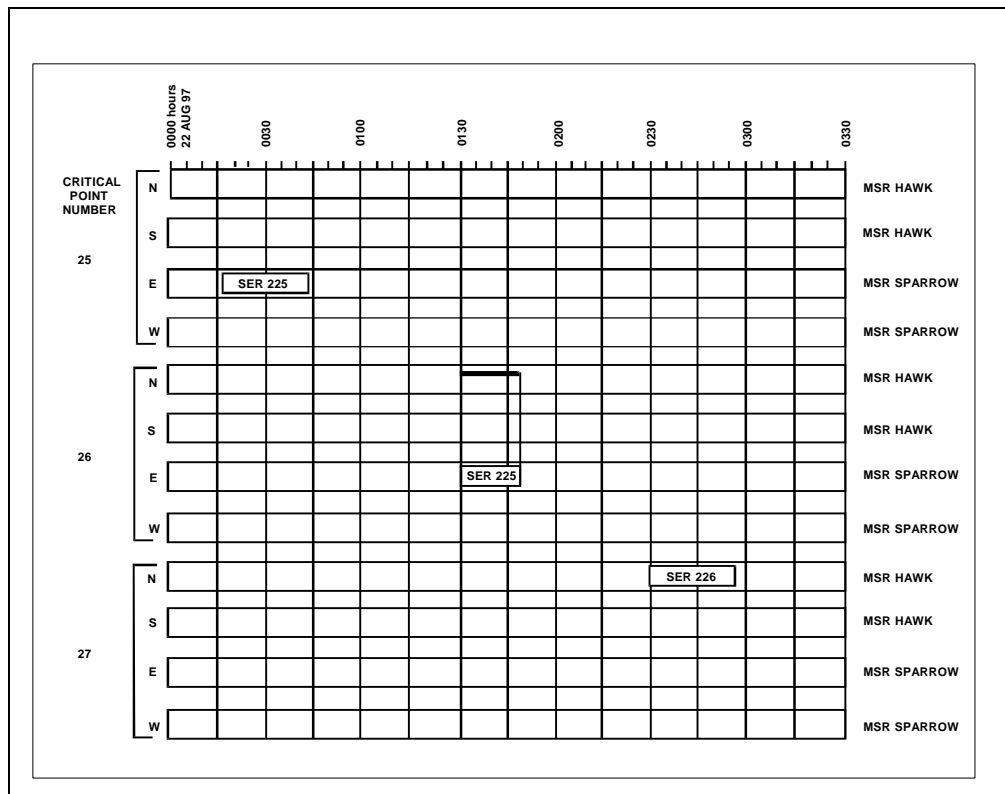 0000 hours
22 AUG 97
0030
0100
0130
0200
0230
0300
0330
CRITICAL
POINT
NUMBER
25
N MSR HAWK
S MSR HAWK
E SER 225 MSR SPARROW
W MSR SPARROW
26
N MSR HAWK
S MSR HAWK
E SER 225 MSR SPARROW
W MSR SPARROW
27
N SER 226 MSR HAWK
S MSR HAWK
E MSR SPARROW
W MSR SPARROW